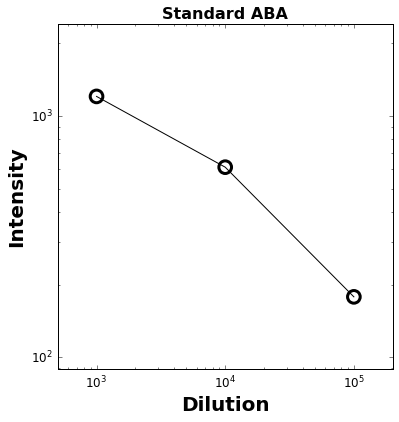 Standard ABA
Intensity
10³
10²
10³ 10⁴ 10⁵
Dilution